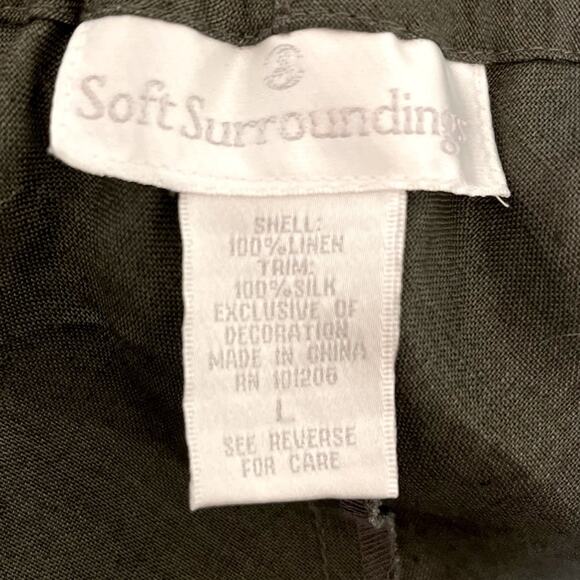 Soft Surroundings
SHELL:
100%LINEN
TRIM:
100%SILK
EXCLUSIVE OF
DECORATION
MADE IN CHINA
RN 101206
L
SEE REVERSE
FOR CARE